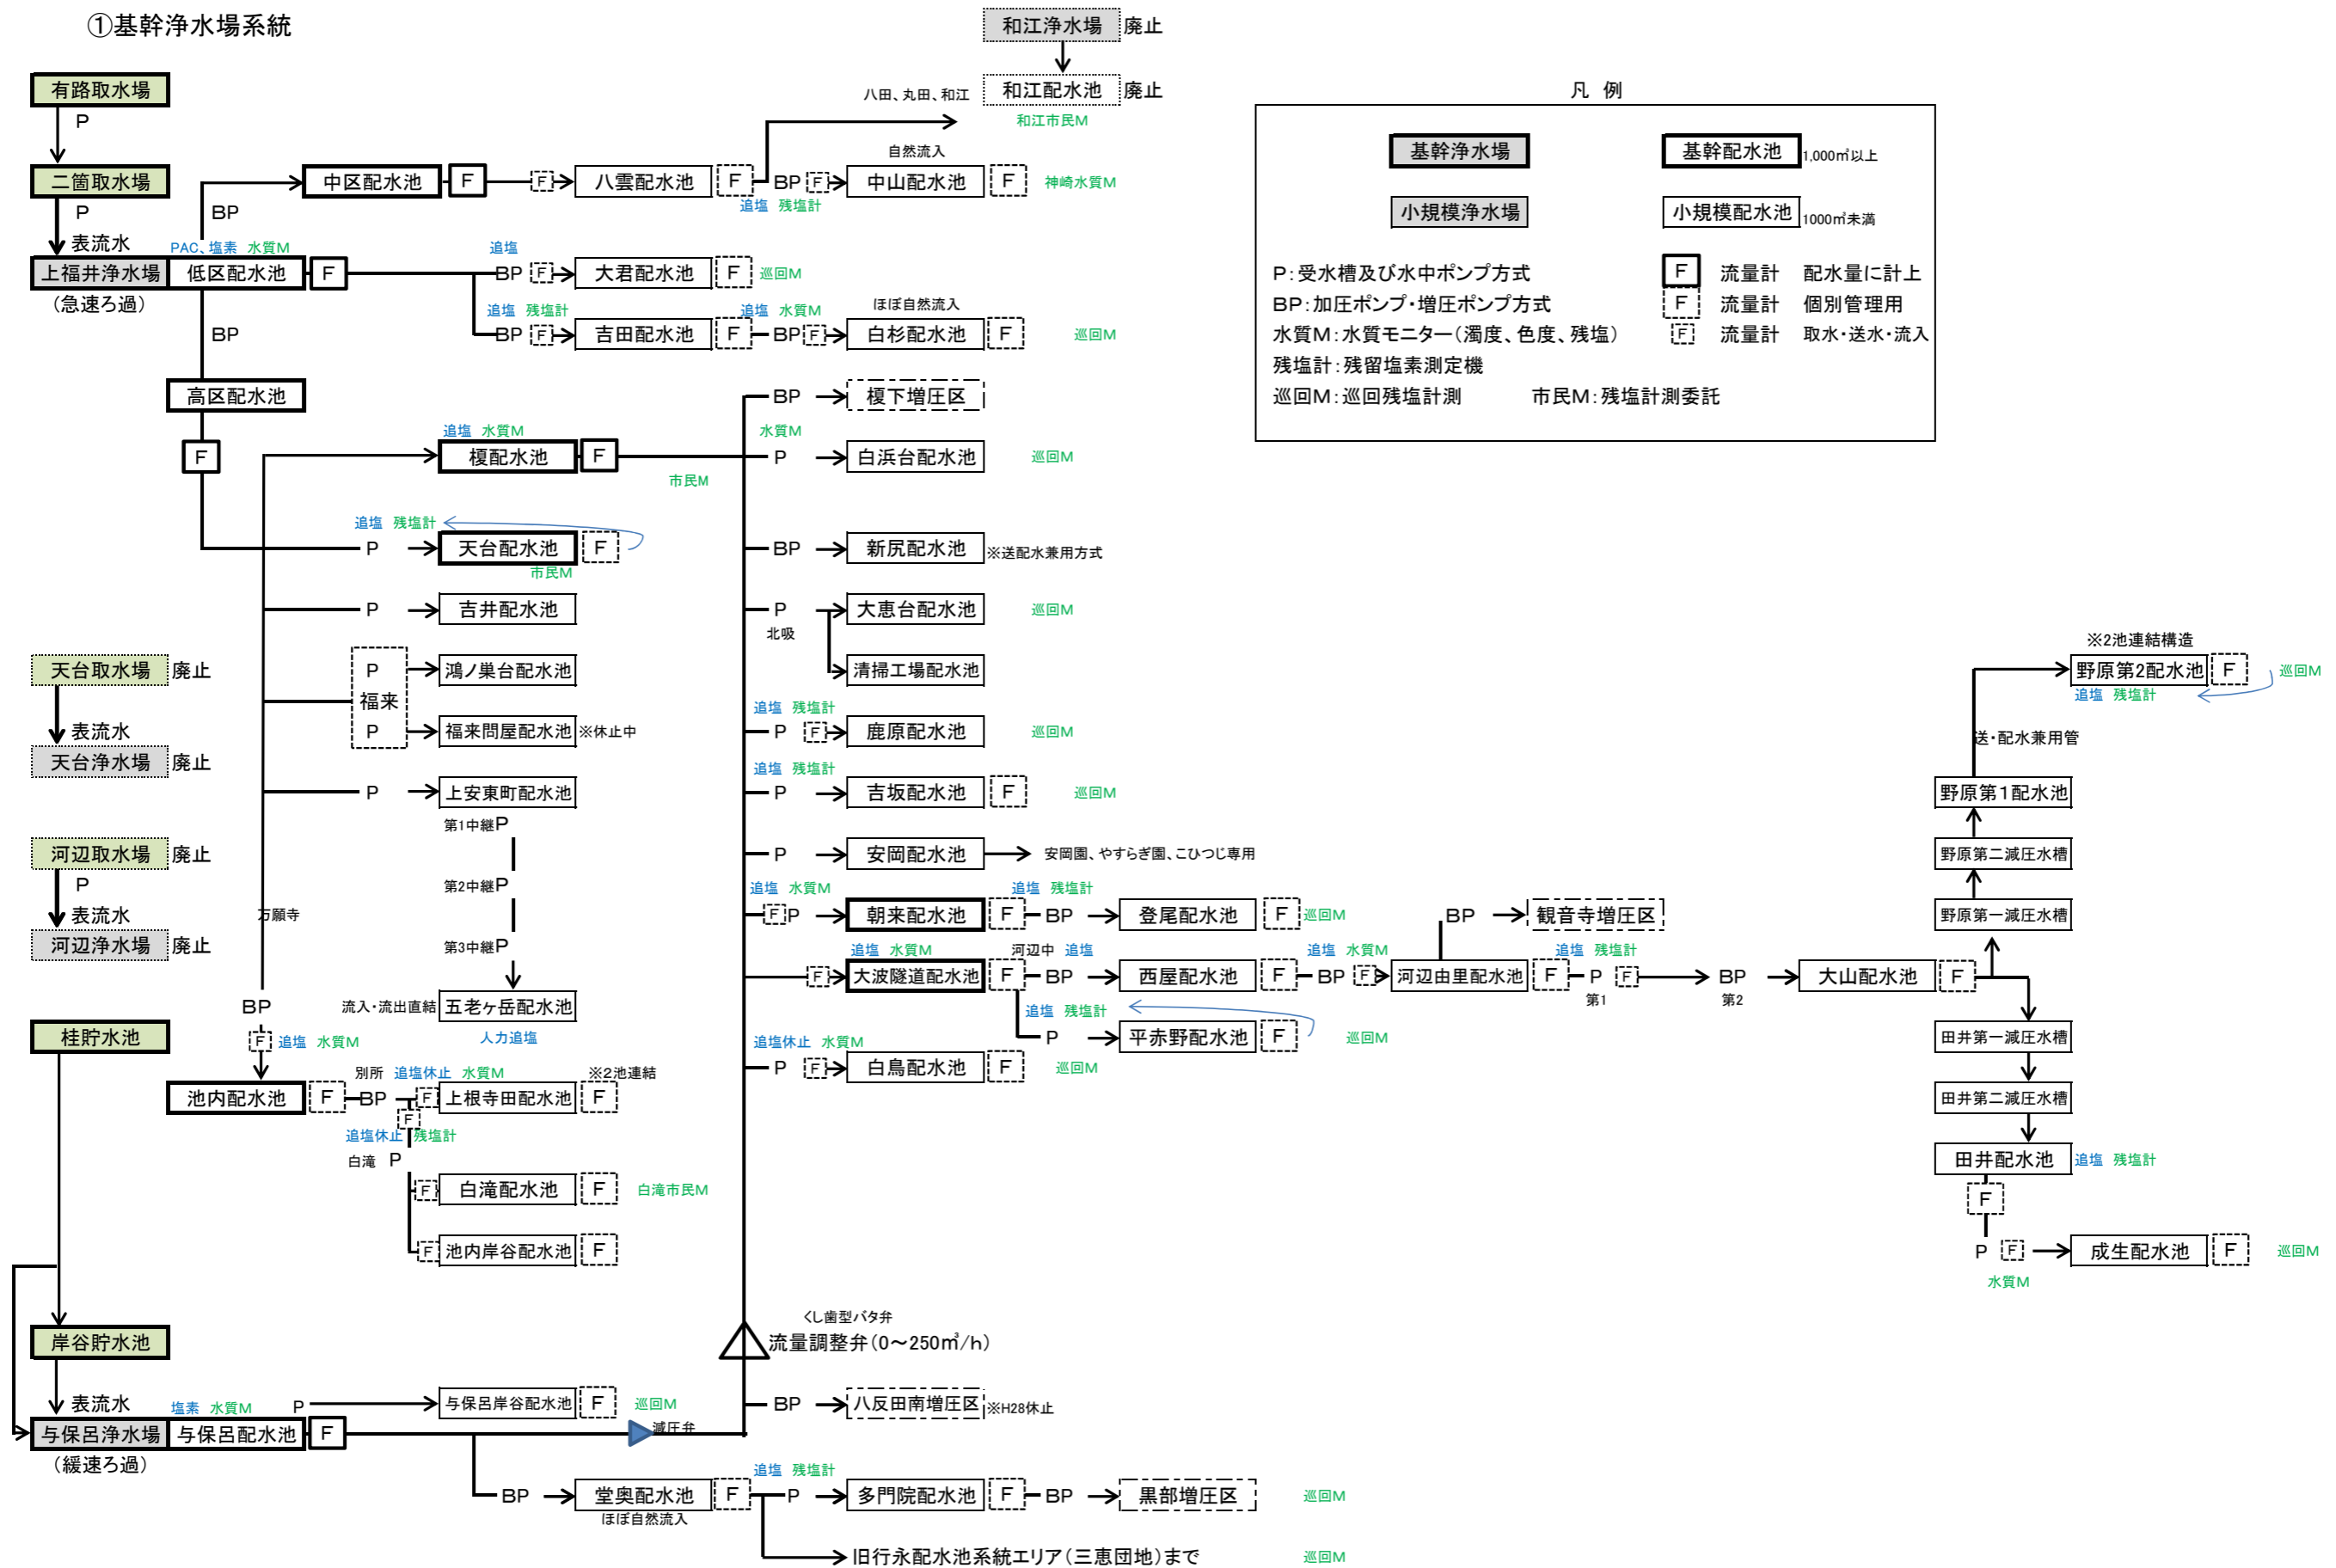 ①基幹浄水場系統
和江浄水場 廃止
和江配水池 廃止
八田、丸田、和江
和江市民M
有路取水場
P
二箇取水場
P
表流水
上福井浄水場
(急速ろ過)
PAC、塩素 水質M
低区配水池 F
BP
中区配水池 F
F 八雲配水池 F
BP F
追塩 残塩計
自然流入
中山配水池 F 神崎水質M
追塩
BP F 大君配水池 F 巡回M
追塩 残塩計
BP F 吉田配水池 F
追塩 水質M
BP F
ほぼ自然流入
白杉配水池 F 巡回M
BP
高区配水池
F
凡 例
基幹浄水場 基幹配水池 1,000㎥以上
小規模浄水場 小規模配水池 1000㎥未満
P:受水槽及び水中ポンプ方式
BP:加圧ポンプ・増圧ポンプ方式
水質M:水質モニター(濁度、色度、残塩)
残塩計:残留塩素測定機
巡回M:巡回残塩計測 市民M:残塩計測委託
F 流量計 配水量に計上
F 流量計 個別管理用
F 流量計 取水・送水・流入
追塩 水質M
榎配水池 F
市民M
追塩 残塩計
P 天台配水池 F
市民M
P 吉井配水池
P 鴻ノ巣台配水池
福来
P 福来問屋配水池 ※休止中
P 上安東町配水池
第1中継P
第2中継P
第3中継P
流入・流出直結 五老ヶ岳配水池
人力追塩
万願寺
BP
F 追塩 水質M
池内配水池 F
別所 追塩休止 水質M
BP F 上根寺田配水池 F
※2池連結
F
追塩休止 残塩計
白滝 P
F 白滝配水池 F 白滝市民M
F 池内岸谷配水池 F
天台取水場 廃止
表流水
天台浄水場 廃止
河辺取水場 廃止
P
表流水
河辺浄水場 廃止
桂貯水池
岸谷貯水池
表流水
与保呂浄水場
(緩速ろ過)
塩素 水質M
与保呂配水池 F
P 与保呂岸谷配水池 F 巡回M
減圧弁
くし歯型バタ弁
流量調整弁(0～250㎥/h)
BP 八反田南増圧区 ※H28休止
BP 堂奥配水池 F
ほぼ自然流入
追塩 残塩計
P 多門院配水池 F BP 黒部増圧区 巡回M
旧行永配水池系統エリア(三恵団地)まで 巡回M
BP 榎下増圧区
水質M
P 白浜台配水池 巡回M
BP 新尻配水池 ※送配水兼用方式
P 大恵台配水池 巡回M
北吸
清掃工場配水池
追塩 残塩計
P F 鹿原配水池 巡回M
追塩 残塩計
P 吉坂配水池 F 巡回M
P 安岡配水池 安岡園、やすらぎ園、こひつじ専用
追塩 水質M
F P 朝来配水池 F
追塩 残塩計
BP 登尾配水池 F 巡回M
追塩 水質M
F 大波隧道配水池 F
河辺中 追塩
BP 西屋配水池 F
追塩 水質M
BP F 河辺由里配水池 F
BP 観音寺増圧区
追塩 残塩計
P F
第1
BP
第2
大山配水池 F
追塩 残塩計
P 平赤野配水池 F 巡回M
追塩休止 水質M
P F 白鳥配水池 F 巡回M
※2池連結構造
野原第2配水池 F 巡回M
追塩 残塩計
送・配水兼用管
野原第1配水池
野原第二減圧水槽
野原第一減圧水槽
田井第一減圧水槽
田井第二減圧水槽
田井配水池 追塩 残塩計
F
P F 成生配水池 F 巡回M
水質M